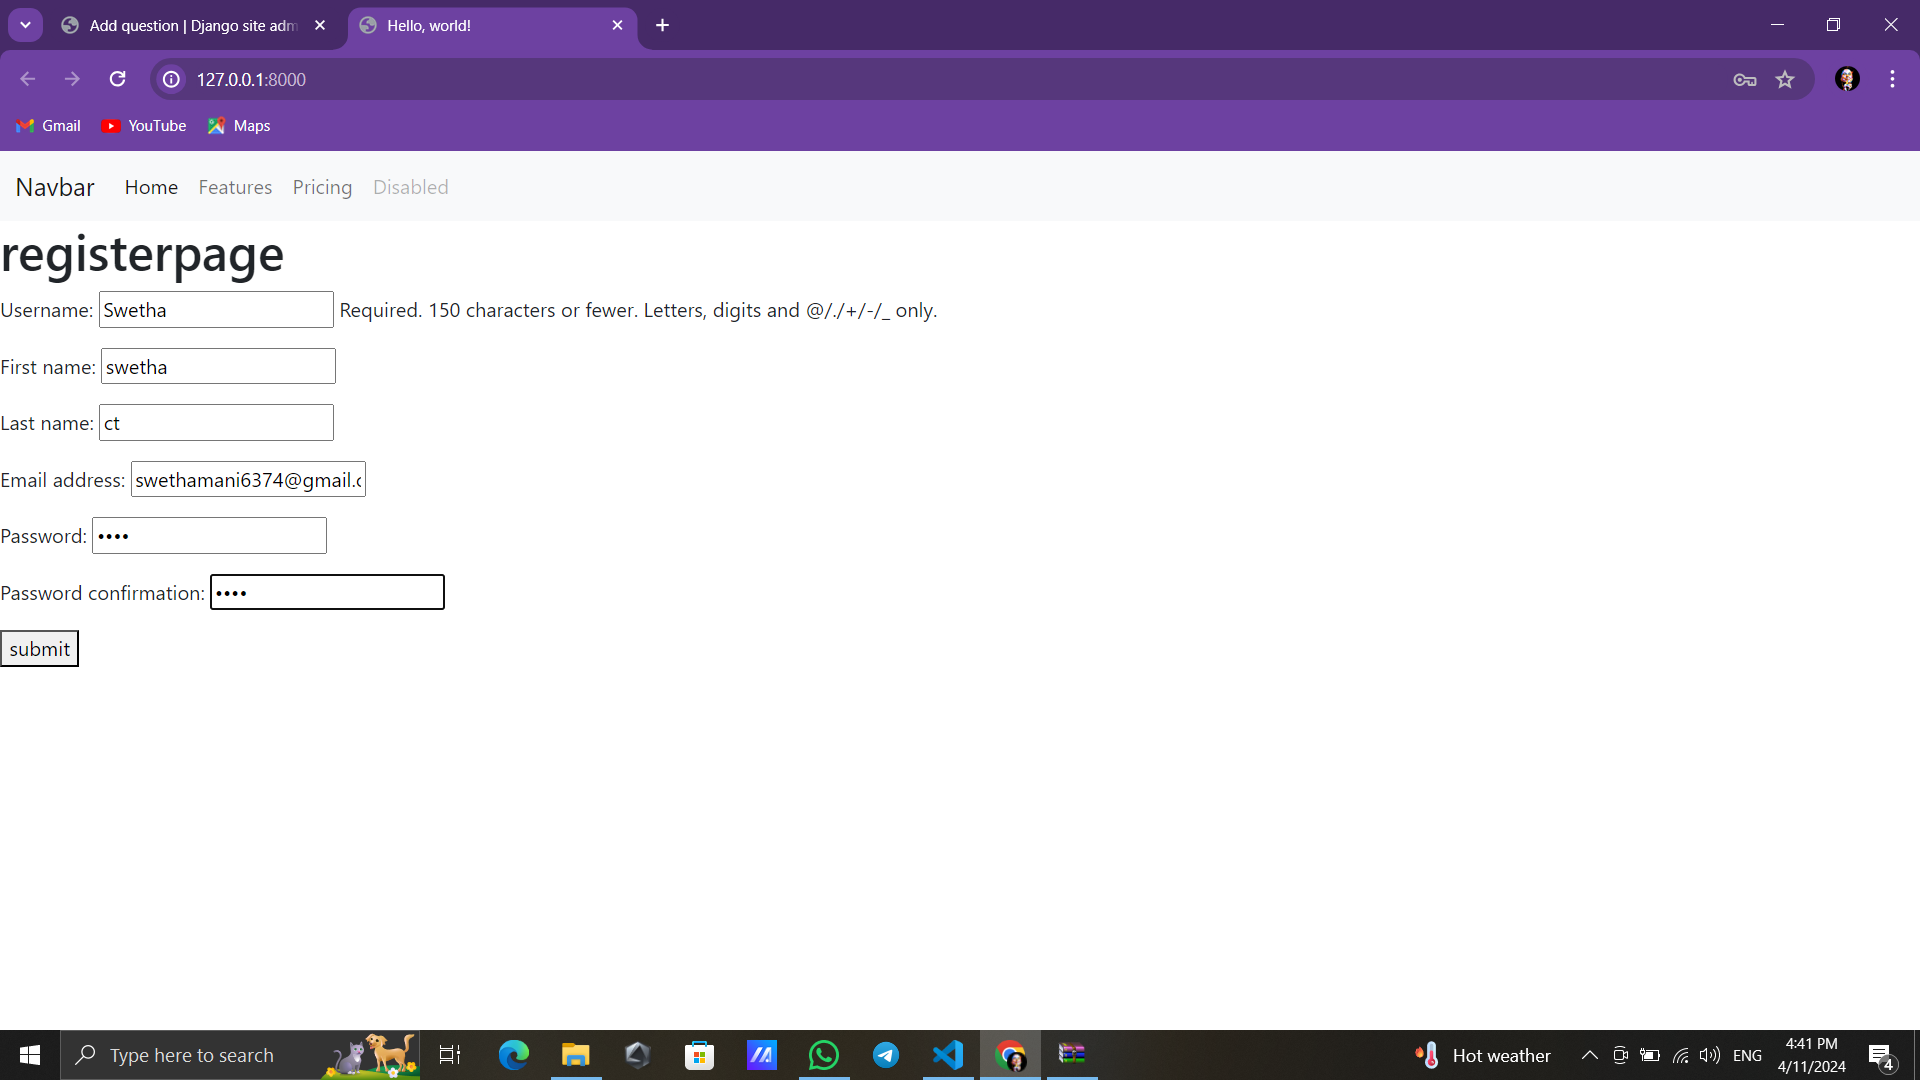 Add question | Django site adm
Hello, world!
127.0.0.1:8000
Gmail YouTube Maps
Navbar Home Features Pricing Disabled
registerpage
Username: Swetha Required. 150 characters or fewer. Letters, digits and @/./+/-/_ only.
First name: swetha
Last name: ct
Email address: swethamani6374@gmail.c
Password: ••••
Password confirmation: ••••
submit
Type here to search
Hot weather
ENG
4:41 PM
4/11/2024
4